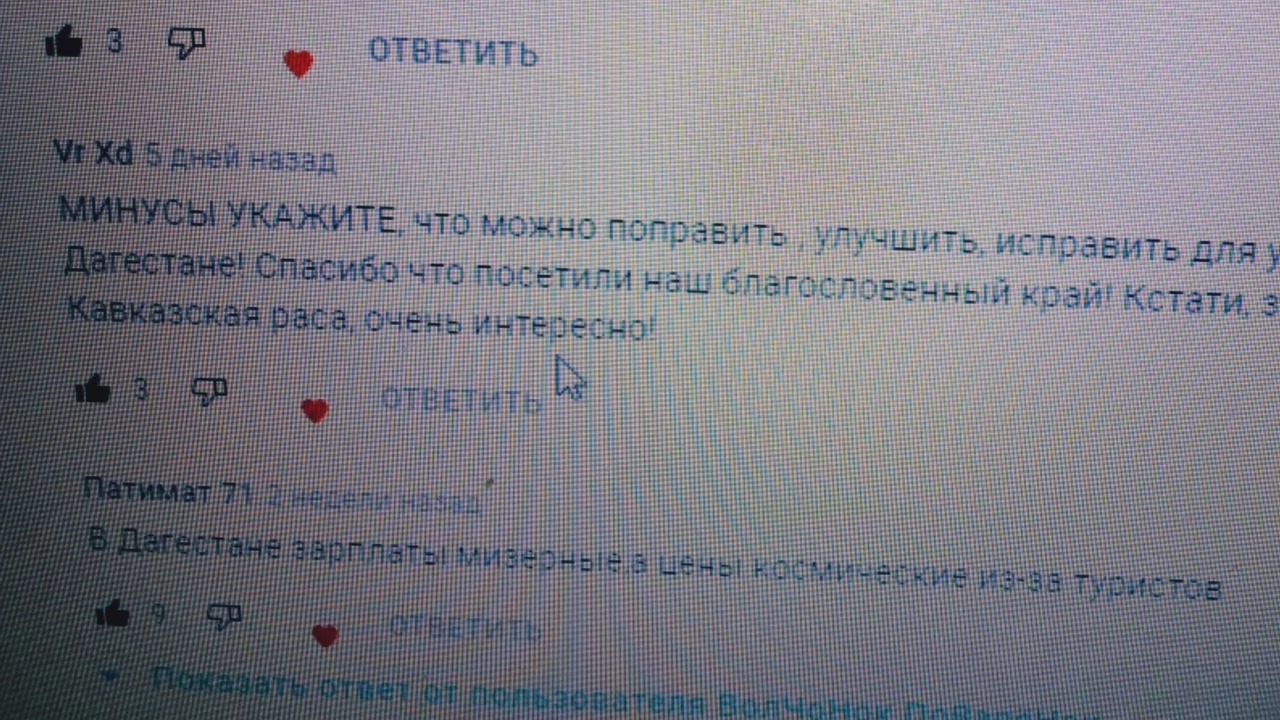 3 ОТВЕТИТЬ
Vr Xd 5 дней назад
МИНУСЫ УКАЖИТЕ, что можно поправить , улучшить, исправить для
Дагестане! Спасибо что посетили наш благословенный край! Кстати,
Кавказская раса, очень интересно!
3 ОТВЕТИТЬ
Патимат 71 2 недели назад
В Дагестане зарплаты мизерные.а цены космические из-за туристов
9 ОТВЕТИТЬ
Показать ответ от пользователя ВолЧоНок